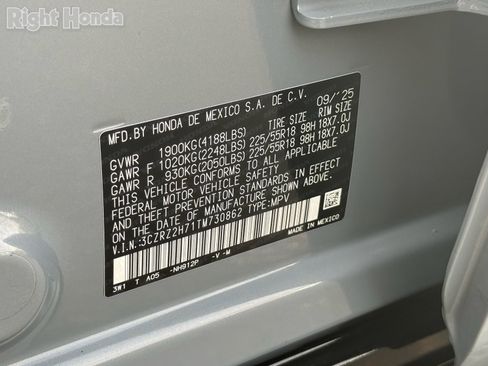 Right Honda
MFD.BY HONDA DE MEXICO S.A. DE C.V. 09/'25
TIRE SIZE RIM SIZE
GVWR 1900KG(4188LBS)
GAWR F 1020KG(2248LBS) 225/55R18 98H 18X7.0J
GAWR R 930KG(2050LBS) 225/55R18 98H 18X7.0J
THIS VEHICLE CONFORMS TO ALL APPLICABLE
FEDERAL MOTOR VEHICLE SAFETY, BUMPER, AND
THEFT PREVENTION STANDARDS IN EFFECT ON THE
DATE OF MANUFACTURE SHOWN ABOVE.
V.I.N.:3CZRZ2H71TM730862 TYPE:MPV
3W1 T A05 -NH912P -V-M
MADE IN MEXICO